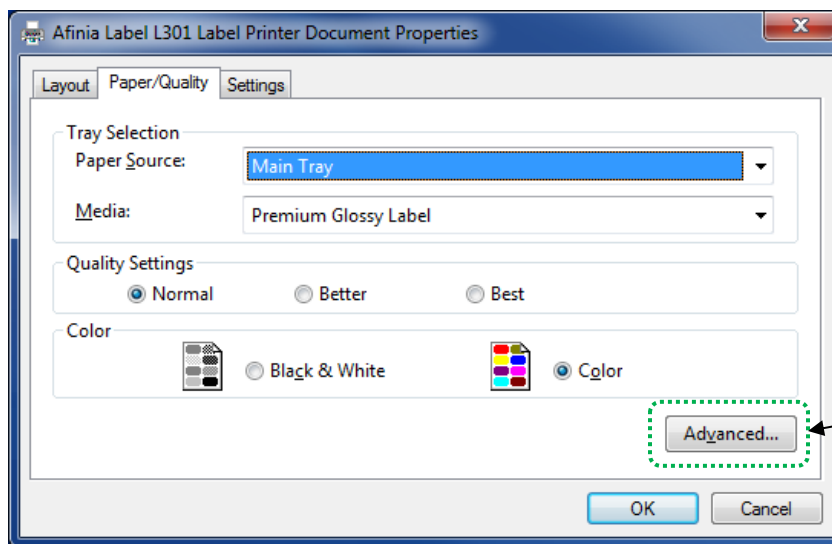 Afinia Label L301 Label Printer Document Properties
Layout Paper/Quality Settings
Tray Selection
Paper Source: Main Tray
Media: Premium Glossy Label
Quality Settings
Normal Better Best
Color
Black & White Color
Advanced...
OK Cancel